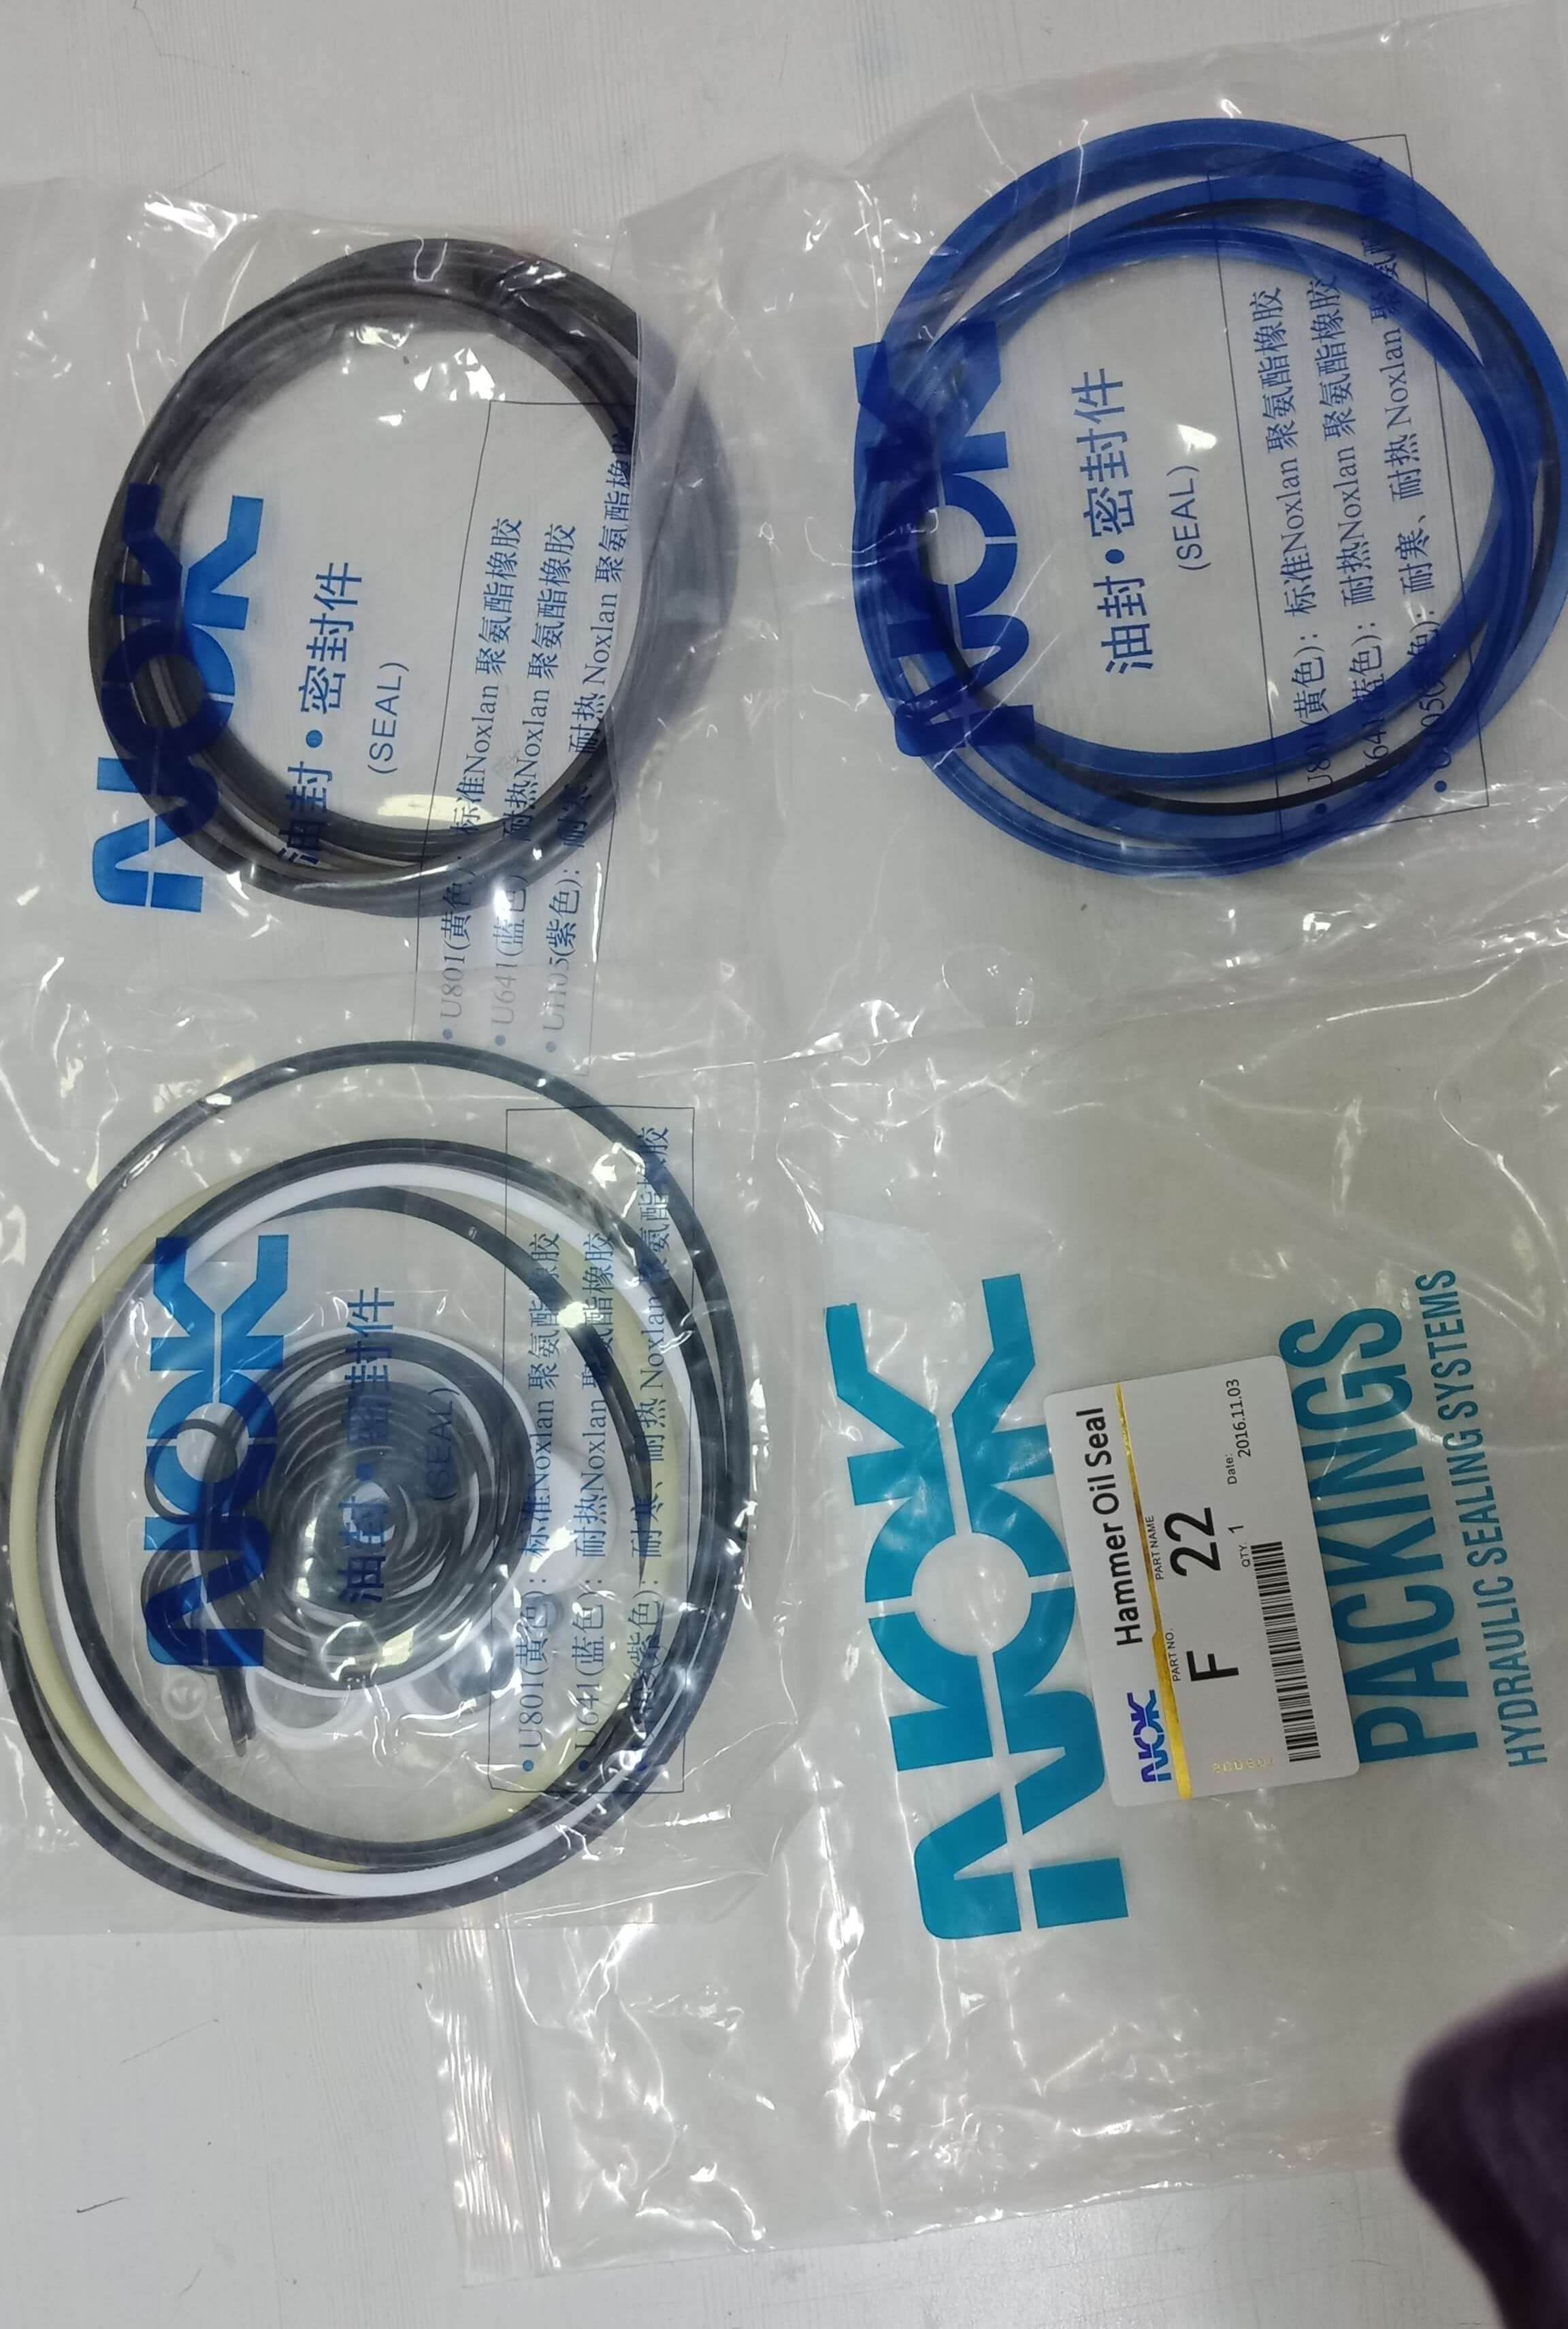 NOK
油封·密封件
(SEAL)
• U801(黄色): 标准Noxlan 聚氨酯橡胶
• U641(蓝色): 耐热Noxlan 聚氨酯橡胶
耐热 Noxlan 聚氨酯橡
NOK
油封·密封件
(SEAL)
U801(黄色): 标准Noxlan 聚氨酯橡胶
641(蓝色): 耐热Noxlan 聚氨酯橡胶
耐寒、耐热 Noxlan 聚氨酯
NOK
油封·密封件
(SEAL)
• U801(黄色): 标准Noxlan 聚氨酯橡胶
• U641(蓝色): 耐热Noxlan 聚氨酯橡胶
(紫色): 耐寒、耐热 Noxlan 聚氨酯橡胶
NOK
NOK Hammer Oil Seal
PART NO. PART NAME
F 22
QTY. 1 Date: 2016.11.03
PACKINGS
HYDRAULIC SEALING SYSTEMS